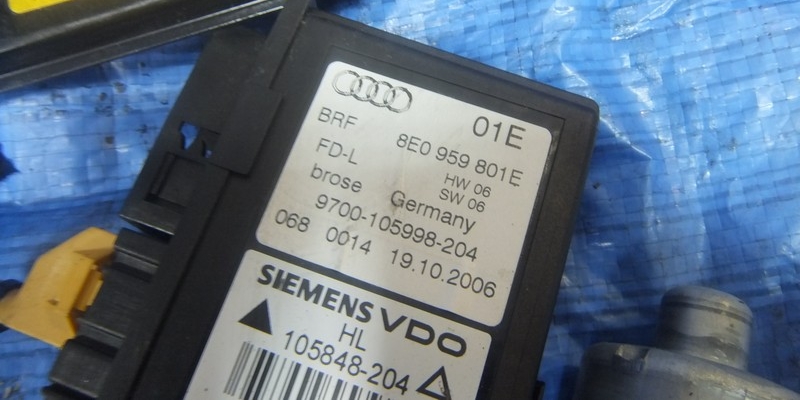 01E
BRF 8E0 959 801E
HW 06
FD-L SW 06
brose Germany
9700-105998-204
068 0014 19.10.2006
SIEMENS VDO
HL
105848-204